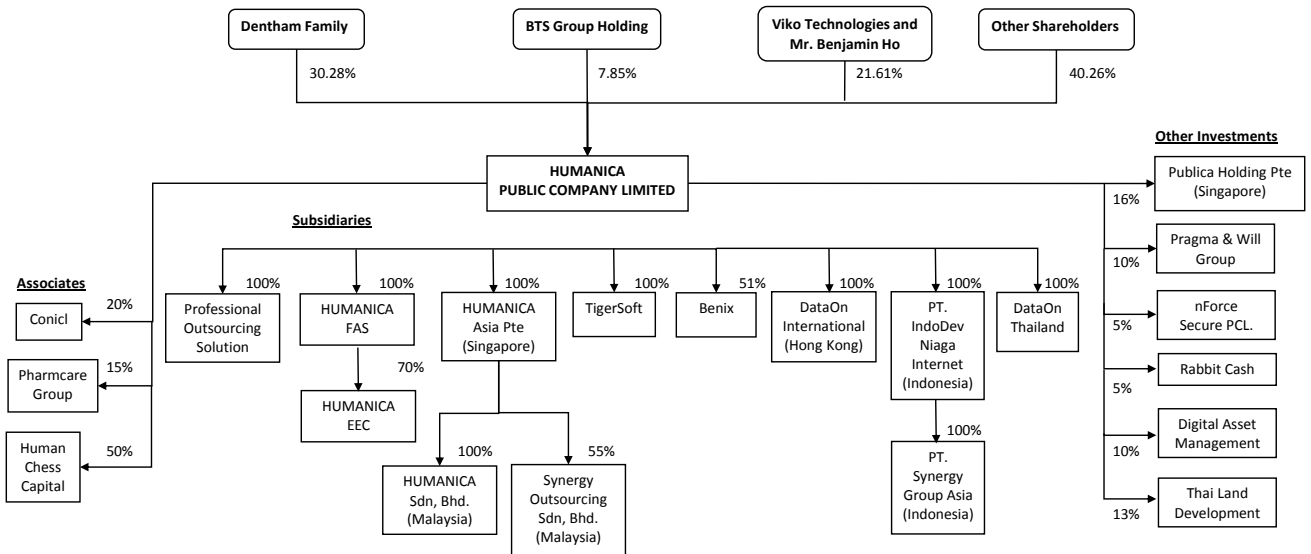 Dentham Family
BTS Group Holding
Viko Technologies and
Mr. Benjamin Ho
Other Shareholders
30.28%
7.85%
21.61%
40.26%
HUMANICA
PUBLIC COMPANY LIMITED
Other Investments
Publica Holding Pte
(Singapore)
16%
Pragma & Will
Group
10%
nForce
Secure PCL.
5%
Rabbit Cash
5%
Digital Asset
Management
10%
Thai Land
Development
13%
Subsidiaries
100%
Professional
Outsourcing
Solution
100%
HUMANICA
FAS
70%
HUMANICA
EEC
100%
HUMANICA
Asia Pte
(Singapore)
100%
HUMANICA
Sdn, Bhd.
(Malaysia)
55%
Synergy
Outsourcing
Sdn, Bhd.
(Malaysia)
100%
TigerSoft
51%
Benix
100%
DataOn
International
(Hong Kong)
100%
PT.
IndoDev
Niaga
Internet
(Indonesia)
100%
PT.
Synergy
Group Asia
(Indonesia)
100%
DataOn
Thailand
Associates
20%
Conicl
15%
Pharmcare
Group
50%
Human
Chess
Capital